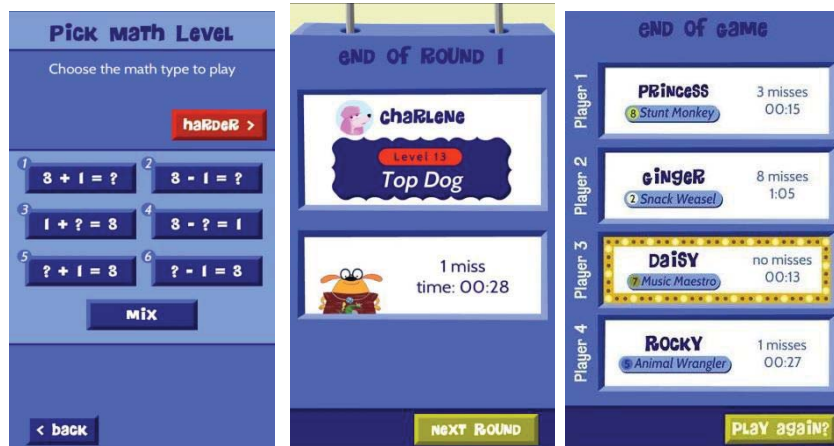 Pick Math Level
Choose the math type to play
harder >
1 3 + 1 = ?
2 3 - 1 = ?
3 1 + ? = 3
4 3 - ? = 1
5 ? + 1 = 3
6 ? - 1 = 3
mix
< back
end of round 1
charlene
Level 13
Top Dog
1 miss
time: 00:28
next round
end of game
Player 1
Princess
8 Stunt Monkey
3 misses
00:15
Player 2
Ginger
2 Snack Weasel
8 misses
1:05
Player 3
Daisy
7 Music Maestro
no misses
00:13
Player 4
Rocky
5 Animal Wrangler
1 misses
00:27
play again?